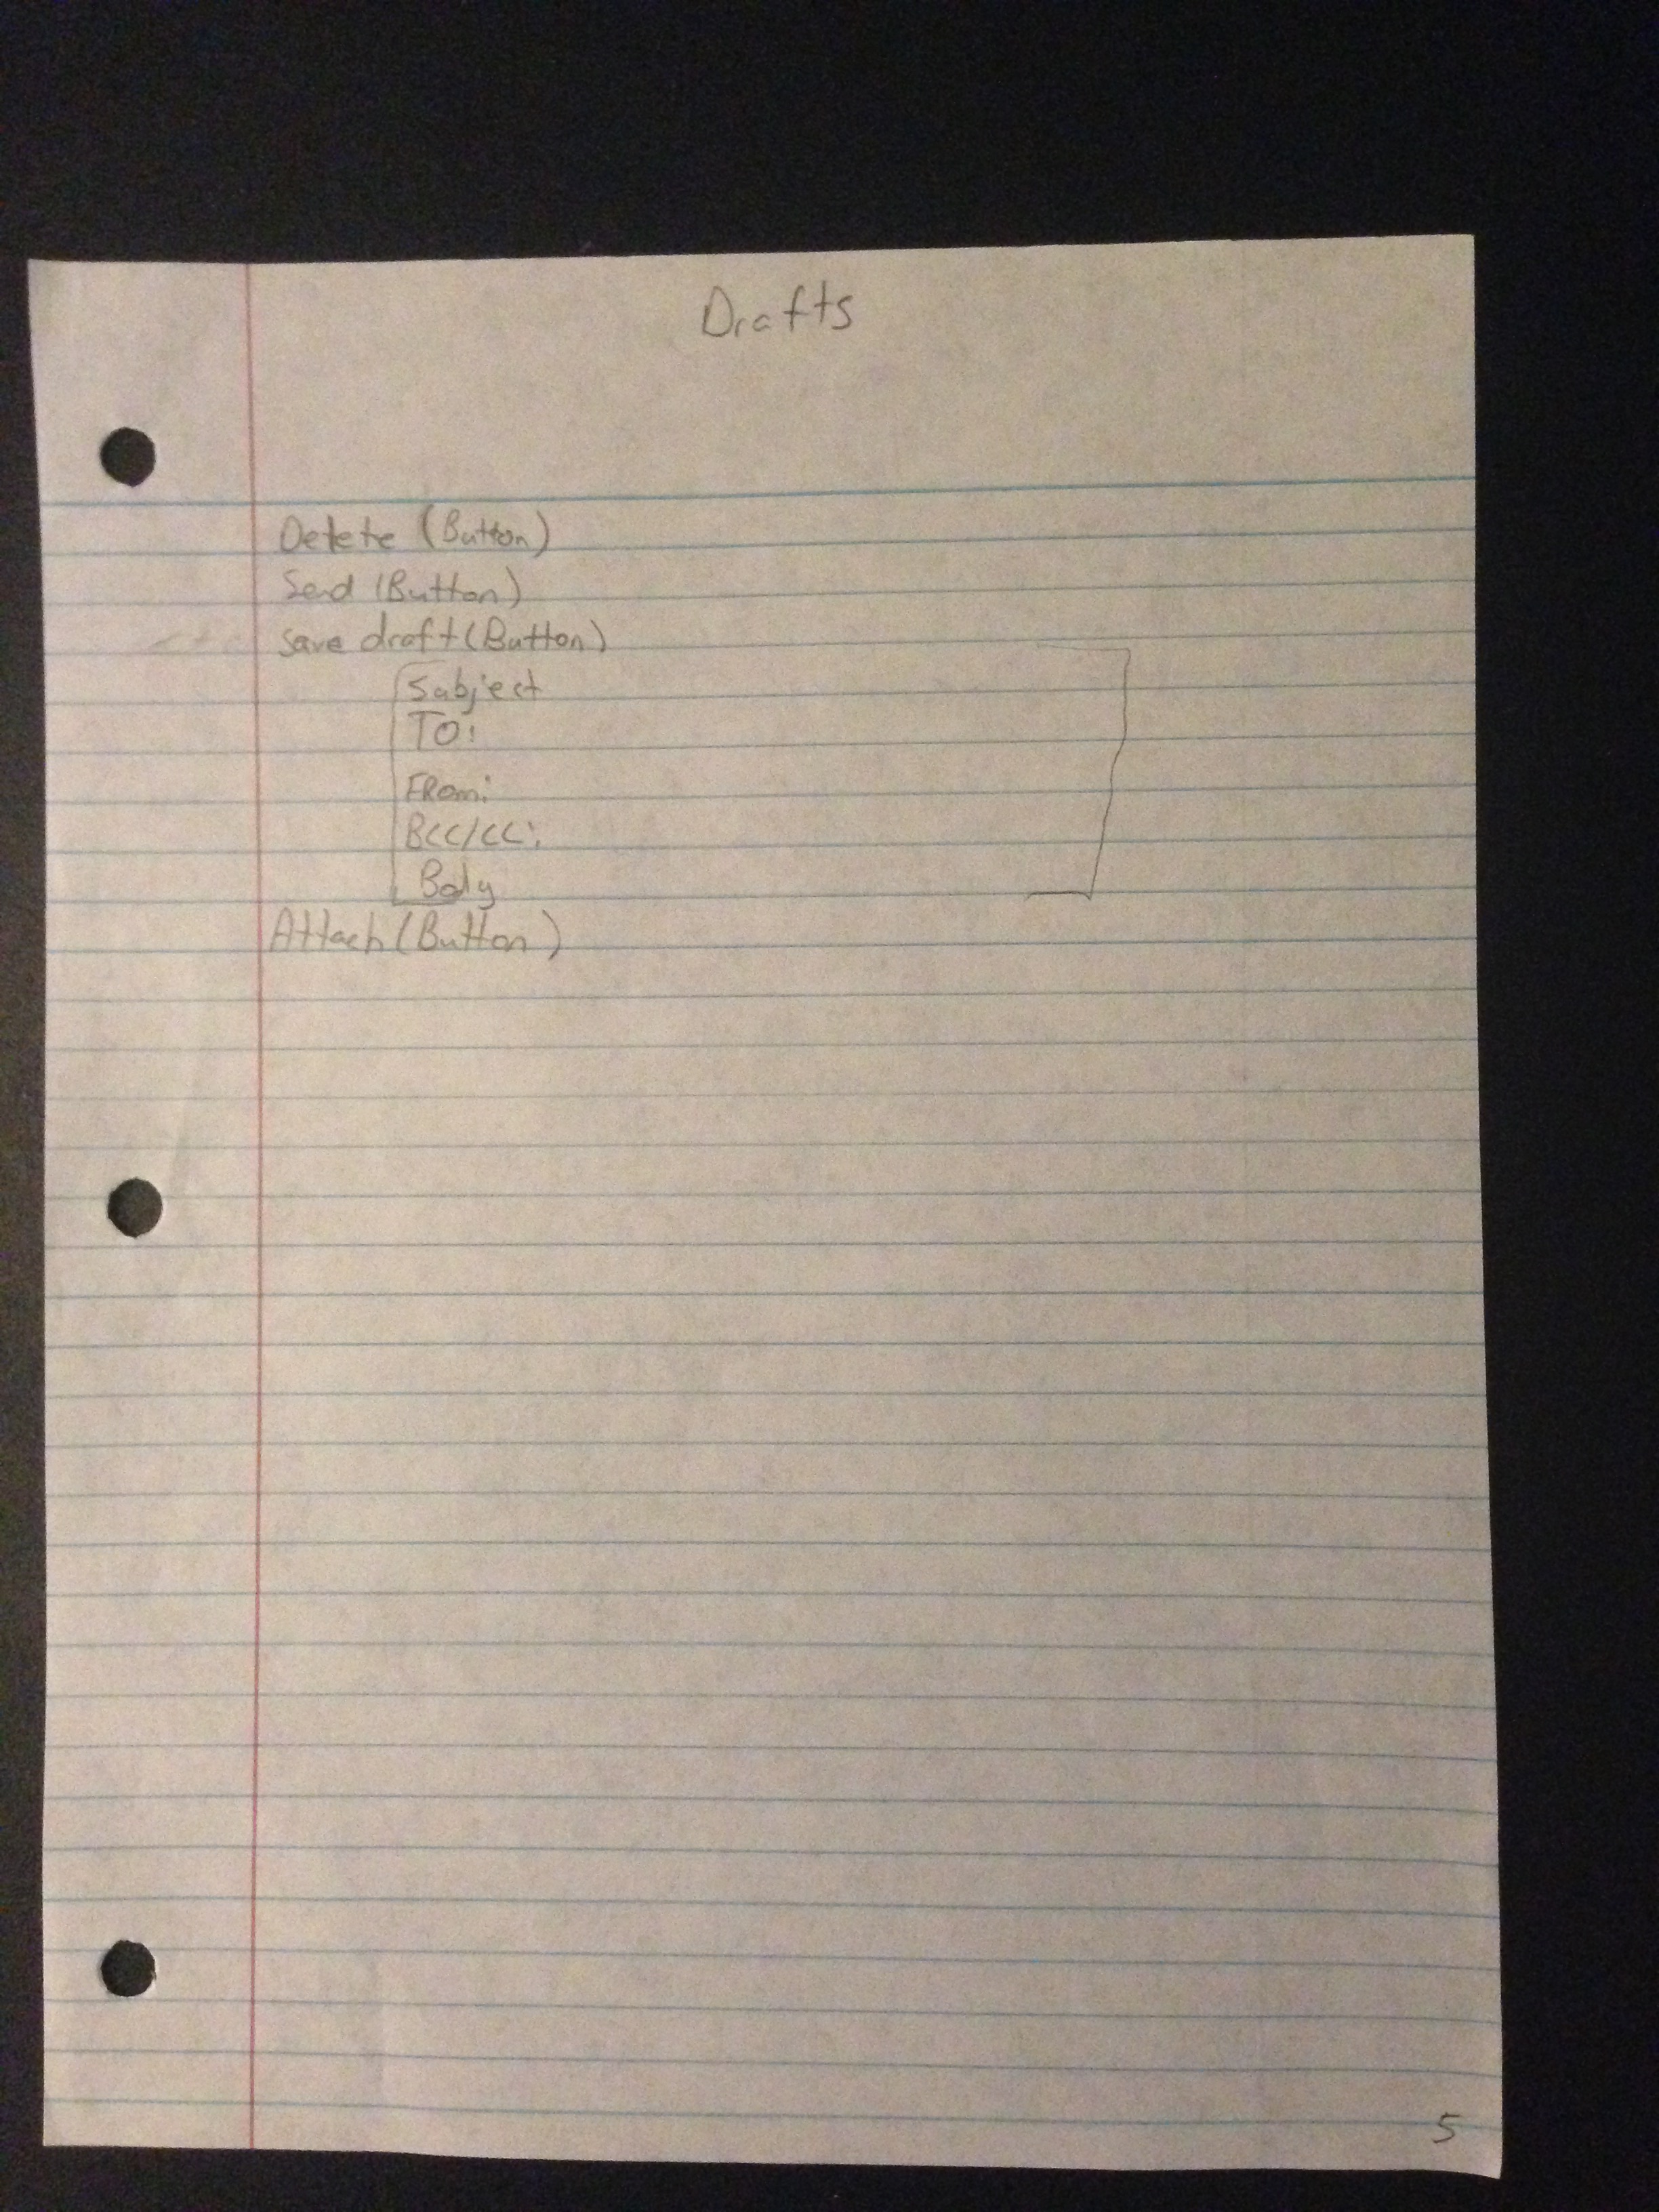 Drafts
Delete (Button)
Send (Button)
Save draft (Button)
Subject
TO:
FRom:
BCC/CC:
Body
Attach (Button)
5